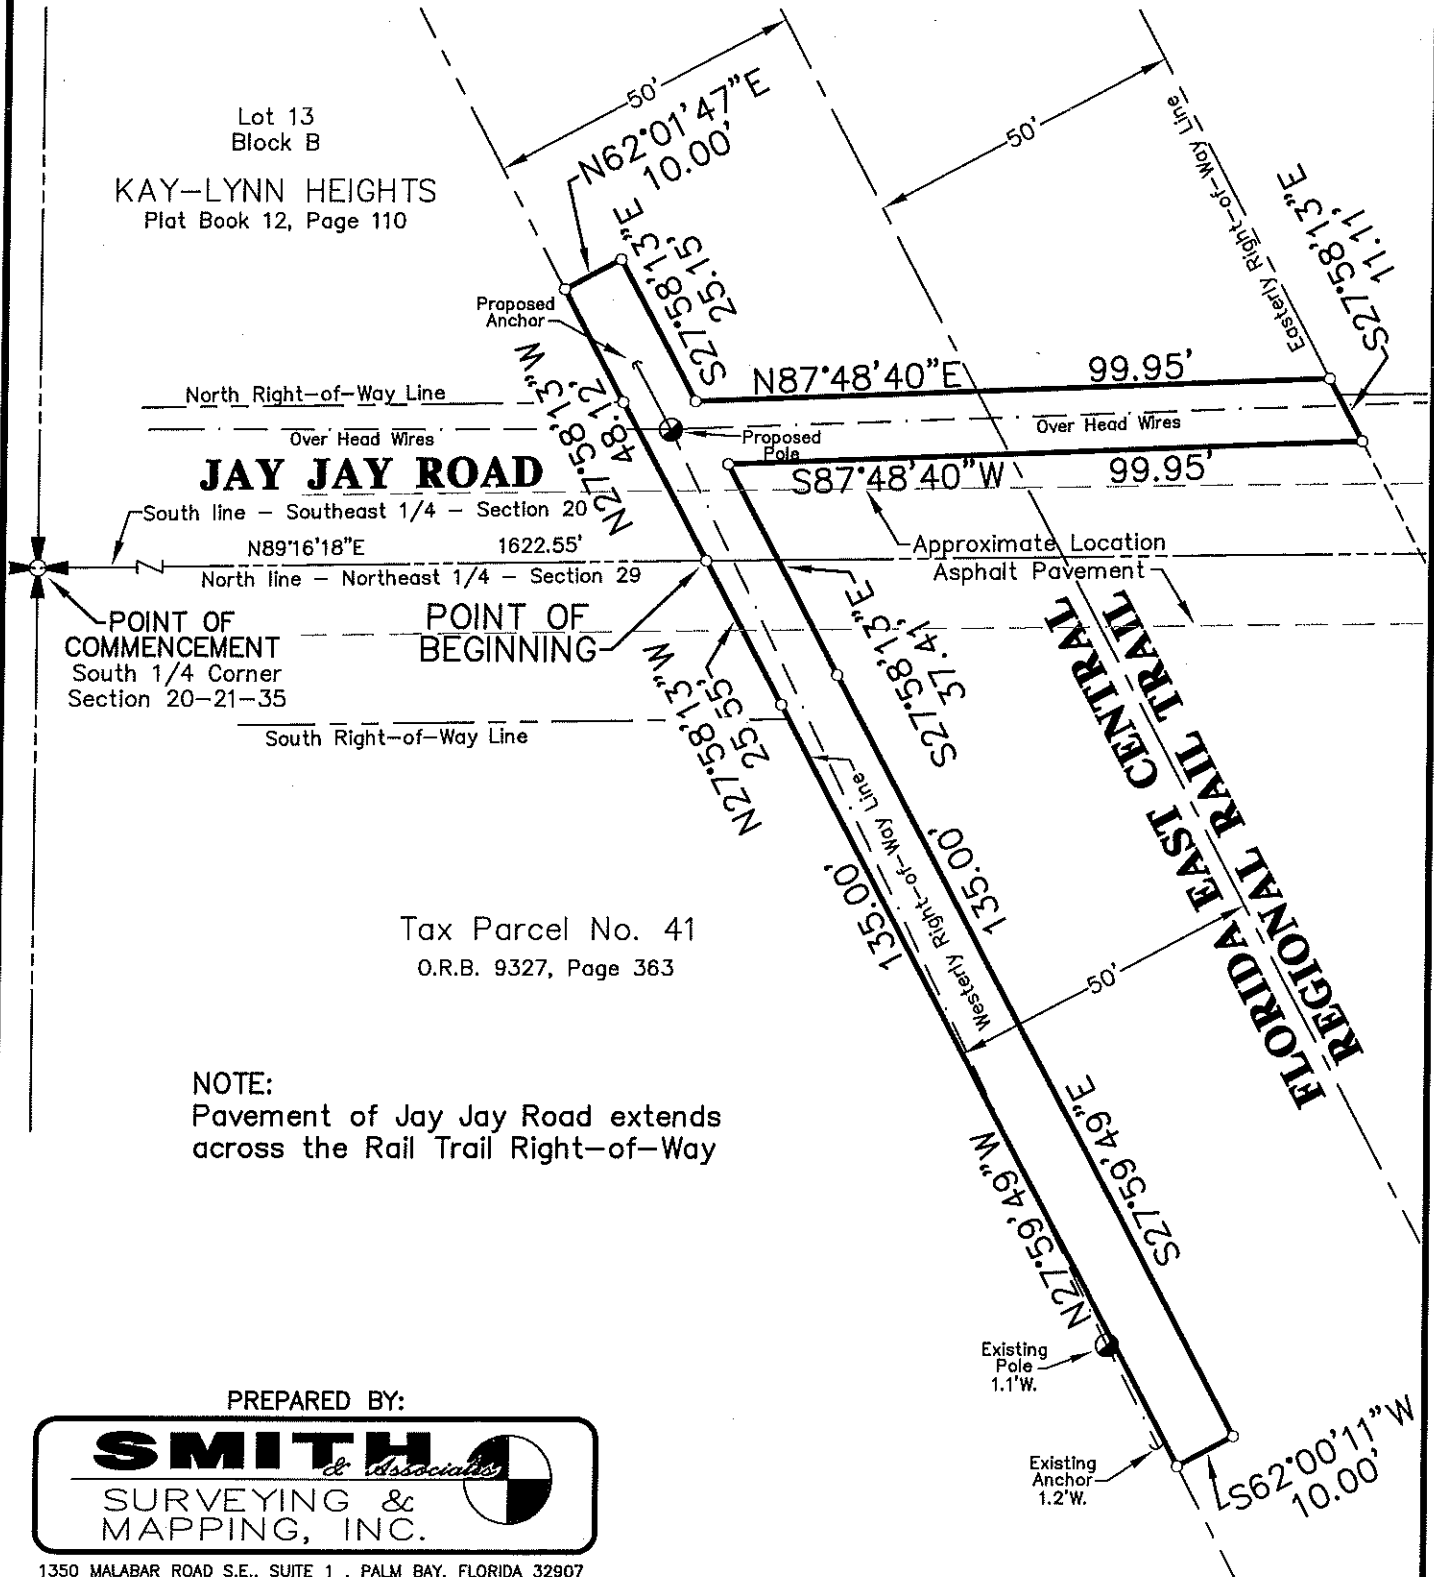 50'
N62°01'47"E
10.00'
50'
Lot 13
Block B
KAY-LYNN HEIGHTS
Plat Book 12, Page 110
Easterly Right-of-Way Line
S27°58'13"E
11.11'
S27°58'13"E
25.15'
Proposed
Anchor
N27°58'13"W
48.12'
N87°48'40"E 99.95'
North Right-of-Way Line
Over Head Wires
Over Head Wires
Proposed
Pole
JAY JAY ROAD
S87°48'40"W 99.95'
South line - Southeast 1/4 - Section 20
N89°16'18"E 1622.55'
North line - Northeast 1/4 - Section 29
Approximate Location
Asphalt Pavement
POINT OF
COMMENCEMENT
South 1/4 Corner
Section 20-21-35
POINT OF
BEGINNING
S27°58'13"E
37.41'
N27°58'13"W
25.55'
South Right-of-Way Line
FLORIDA EAST CENTRAL
REGIONAL RAIL TRAIL
Westerly Right-of-Way Line
135.00'
135.00'
50'
Tax Parcel No. 41
O.R.B. 9327, Page 363
NOTE:
Pavement of Jay Jay Road extends
across the Rail Trail Right-of-Way
N27°59'49"W
S27°59'49"E
Existing
Pole
1.1'W.
Existing
Anchor
1.2'W.
S62°00'11"W
10.00'
PREPARED BY:
SMITH
& Associates
SURVEYING &
MAPPING, INC.
1350 MALABAR ROAD S.E., SUITE 1 , PALM BAY, FLORIDA 32907